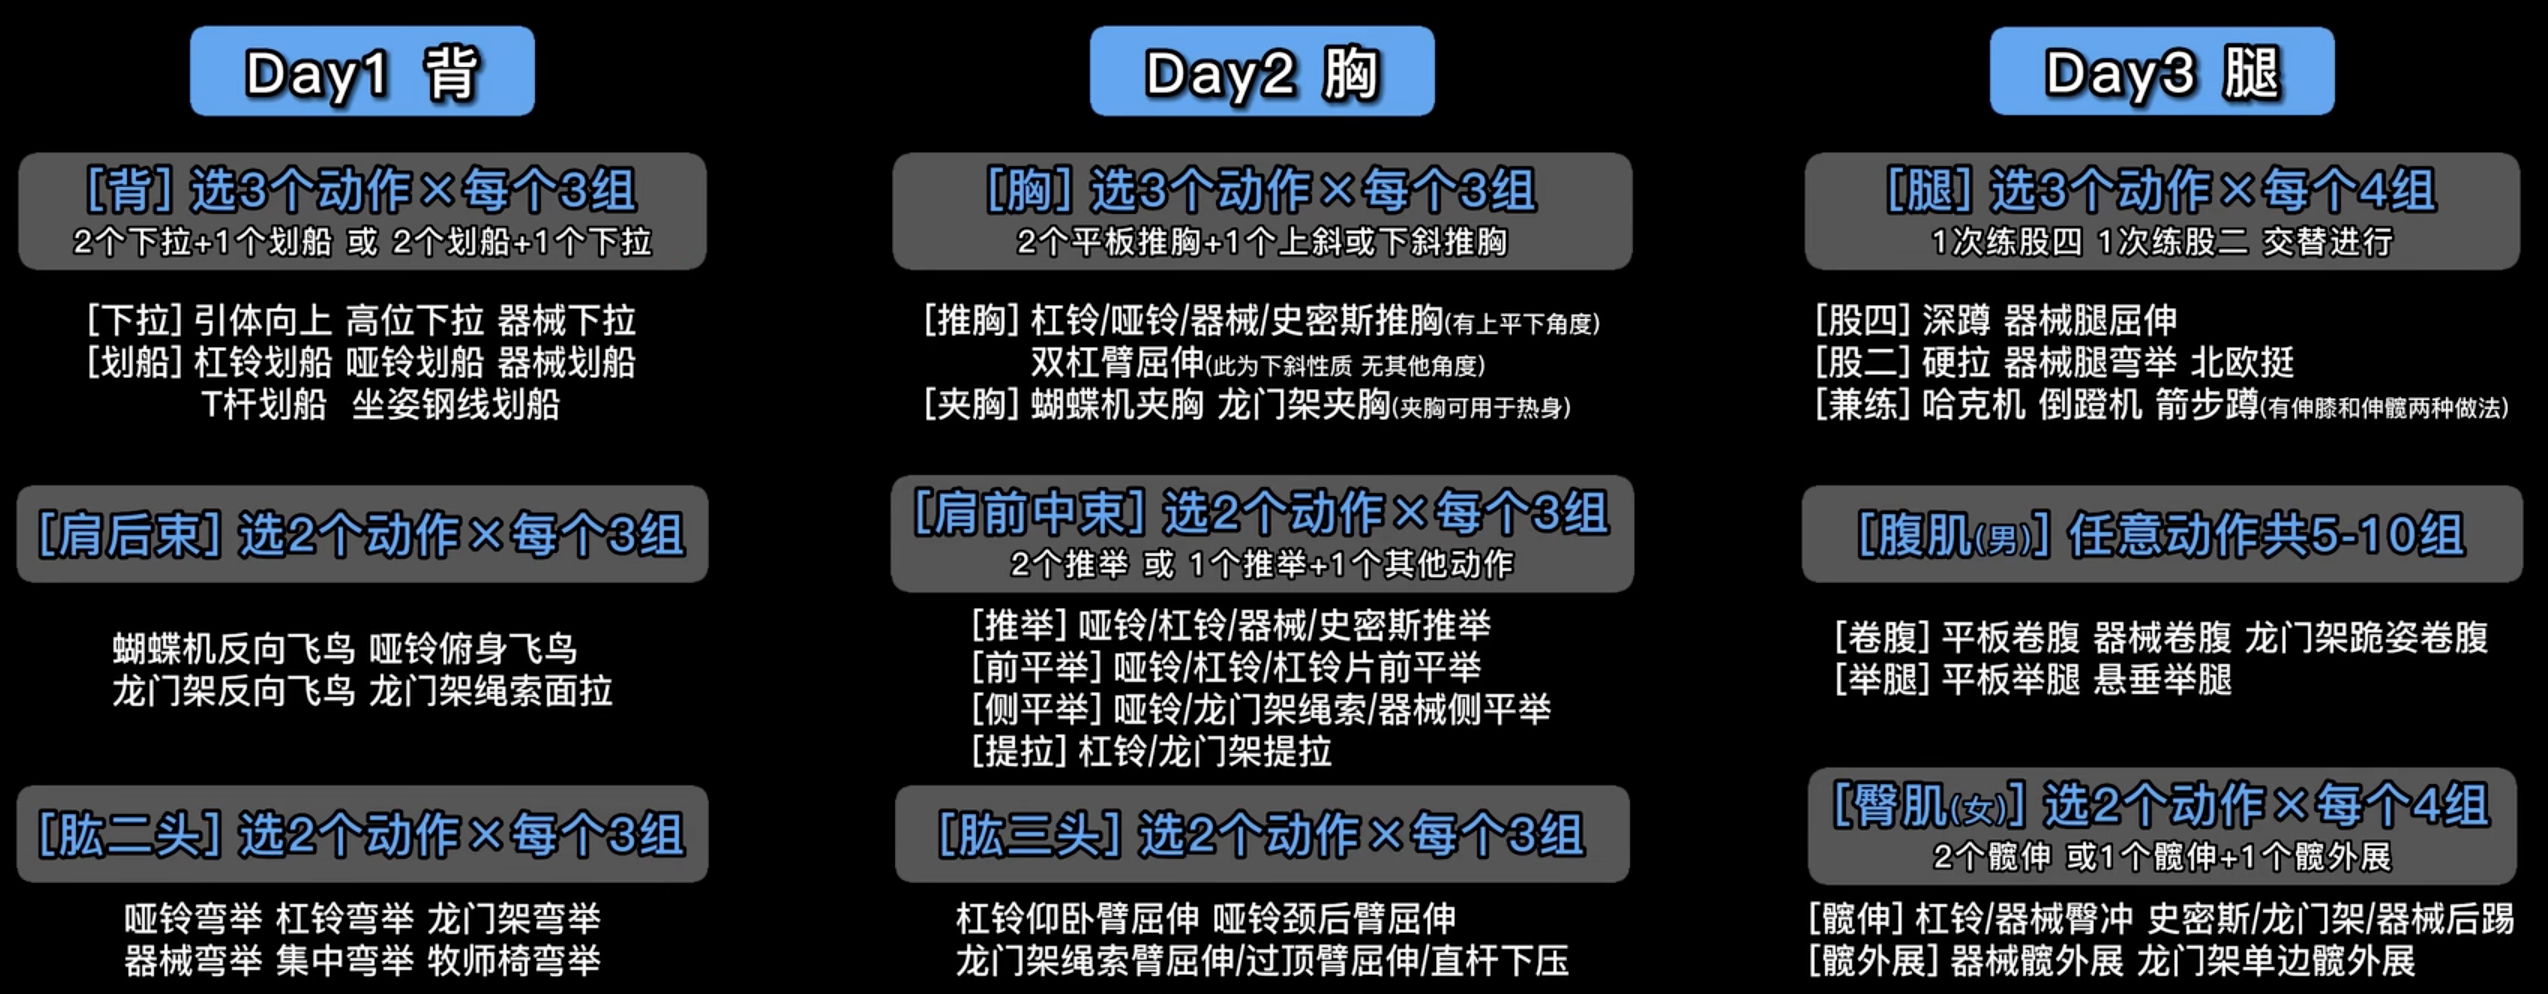 Day1 背
[背] 选3个动作×每个3组
2个下拉+1个划船 或 2个划船+1个下拉
[下拉] 引体向上 高位下拉 器械下拉
[划船] 杠铃划船 哑铃划船 器械划船
T杆划船 坐姿钢线划船
[肩后束] 选2个动作×每个3组
蝴蝶机反向飞鸟 哑铃俯身飞鸟
龙门架反向飞鸟 龙门架绳索面拉
[肱二头] 选2个动作×每个3组
哑铃弯举 杠铃弯举 龙门架弯举
器械弯举 集中弯举 牧师椅弯举
Day2 胸
[胸] 选3个动作×每个3组
2个平板推胸+1个上斜或下斜推胸
[推胸] 杠铃/哑铃/器械/史密斯推胸(有上平下角度)
双杠臂屈伸(此为下斜性质 无其他角度)
[夹胸] 蝴蝶机夹胸 龙门架夹胸(夹胸可用于热身)
[肩前中束] 选2个动作×每个3组
2个推举 或 1个推举+1个其他动作
[推举] 哑铃/杠铃/器械/史密斯推举
[前平举] 哑铃/杠铃/杠铃片前平举
[侧平举] 哑铃/龙门架绳索/器械侧平举
[提拉] 杠铃/龙门架提拉
[肱三头] 选2个动作×每个3组
杠铃仰卧臂屈伸 哑铃颈后臂屈伸
龙门架绳索臂屈伸/过顶臂屈伸/直杆下压
Day3 腿
[腿] 选3个动作×每个4组
1次练股四 1次练股二 交替进行
[股四] 深蹲 器械腿屈伸
[股二] 硬拉 器械腿弯举 北欧挺
[兼练] 哈克机 倒蹬机 箭步蹲(有伸膝和伸髋两种做法)
[腹肌(男)] 任意动作共5-10组
[卷腹] 平板卷腹 器械卷腹 龙门架跪姿卷腹
[举腿] 平板举腿 悬垂举腿
[臀肌(女)] 选2个动作×每个4组
2个髋伸 或1个髋伸+1个髋外展
[髋伸] 杠铃/器械臀冲 史密斯/龙门架/器械后踢
[髋外展] 器械髋外展 龙门架单边髋外展